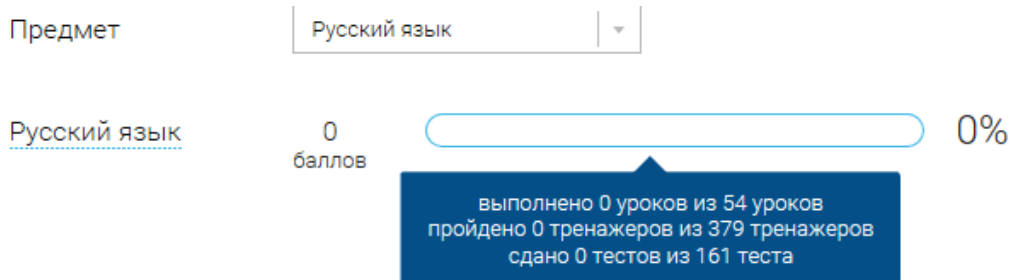 Предмет
Русский язык
Русский язык
0
баллов
0%
выполнено 0 уроков из 54 уроков
пройдено 0 тренажеров из 379 тренажеров
сдано 0 тестов из 161 теста